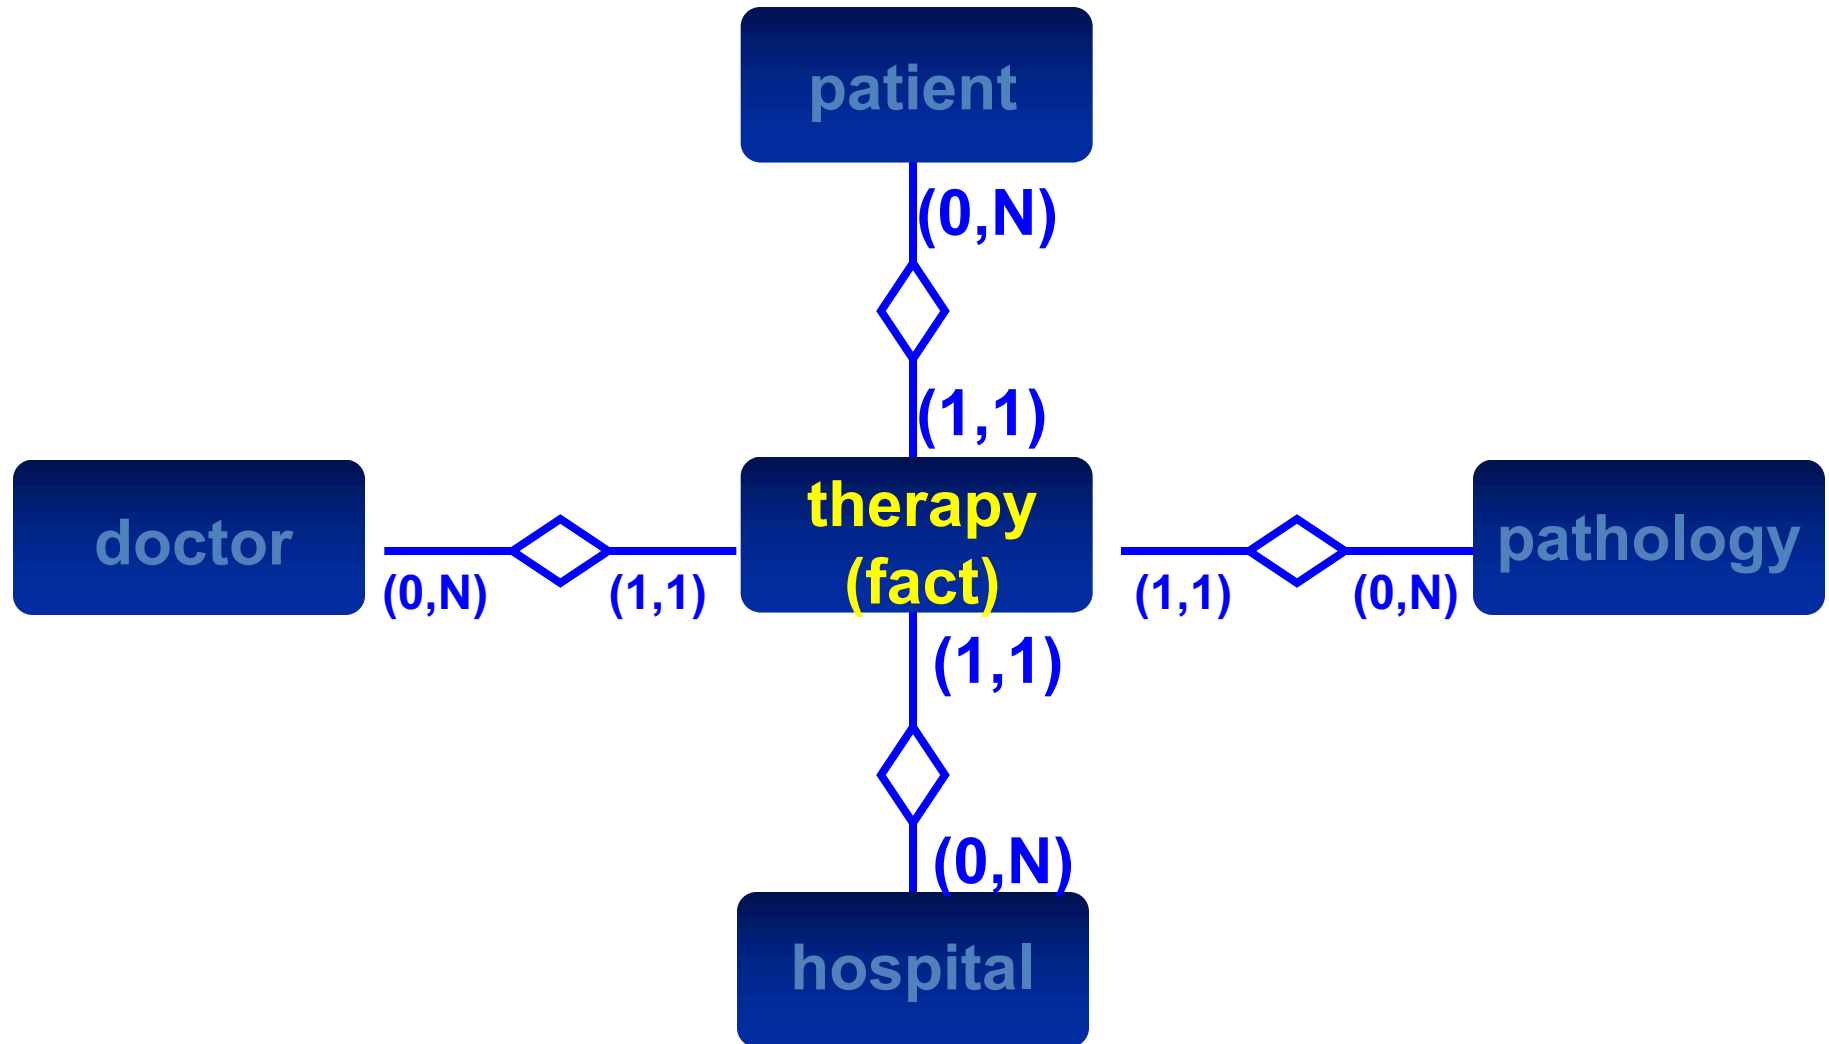 patient
(0,N)
(1,1)
doctor
(0,N)
(1,1)
therapy
(fact)
(1,1)
(0,N)
pathology
(1,1)
(0,N)
hospital